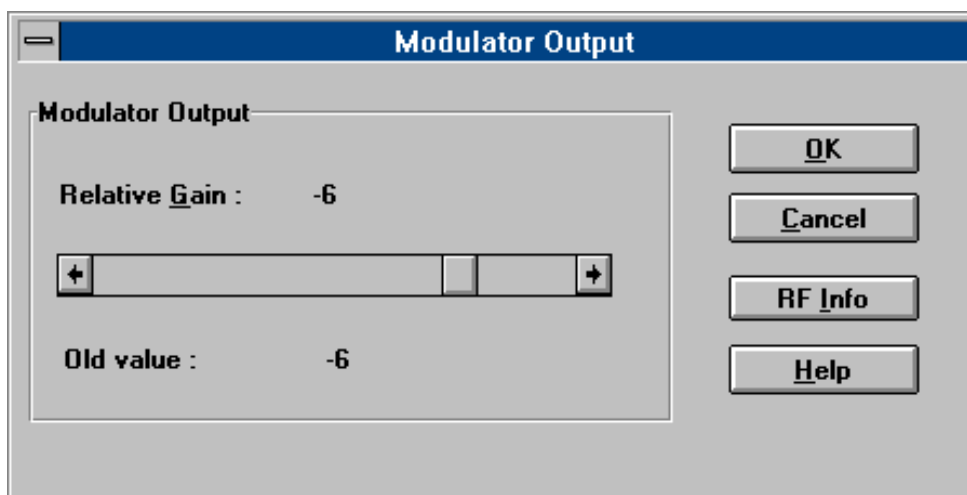 Modulator Output
Modulator Output
Relative Gain : -6
Old value : -6
OK
Cancel
RF Info
Help